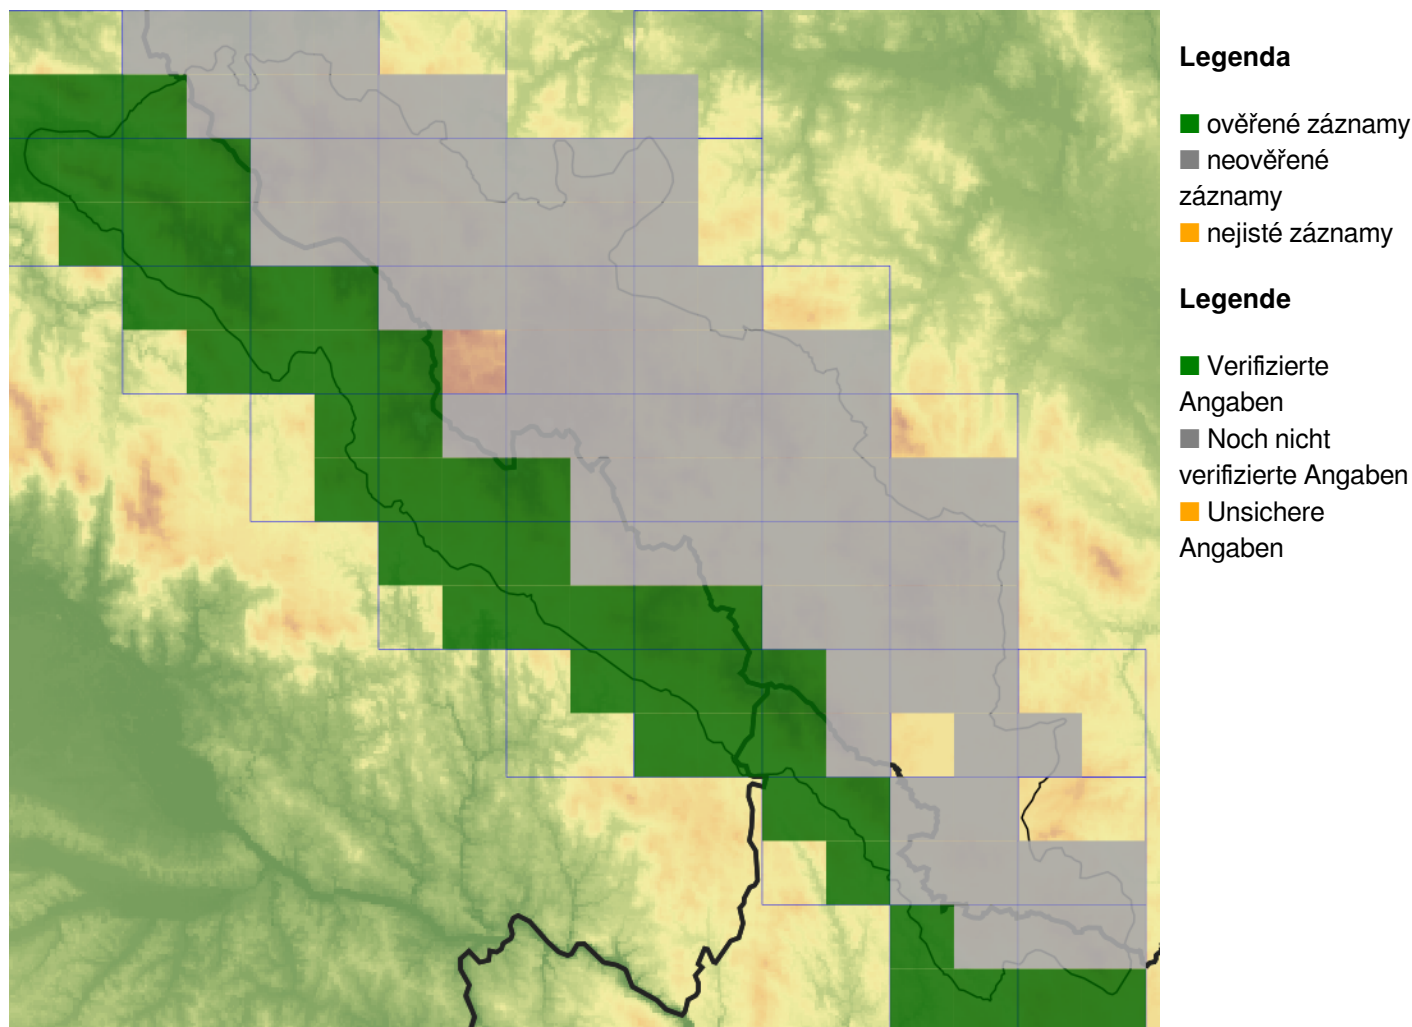 Legenda
ověřené záznamy
neověřené
záznamy
nejisté záznamy
Legende
Verifizierte
Angaben
Noch nicht
verifizierte Angaben
Unsichere
Angaben